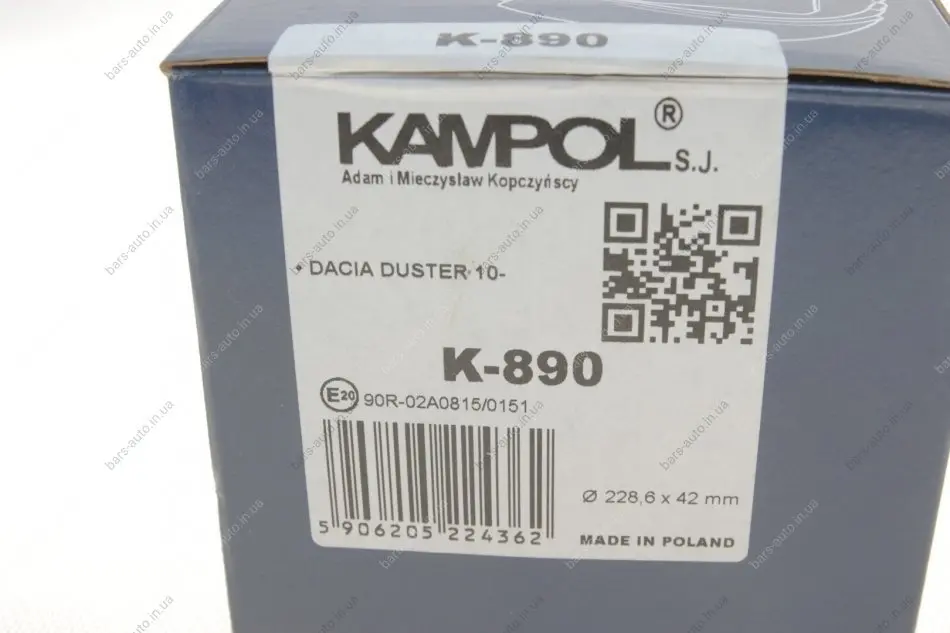 K-890
KAMPOL® S.J.
Adam i Mieczysław Kopczyńscy
• DACIA DUSTER 10-
K-890
E20 90R-02A0815/0151
5 906205 224362
Ø 228,6 x 42 mm
MADE IN POLAND
bars-auto.in.ua